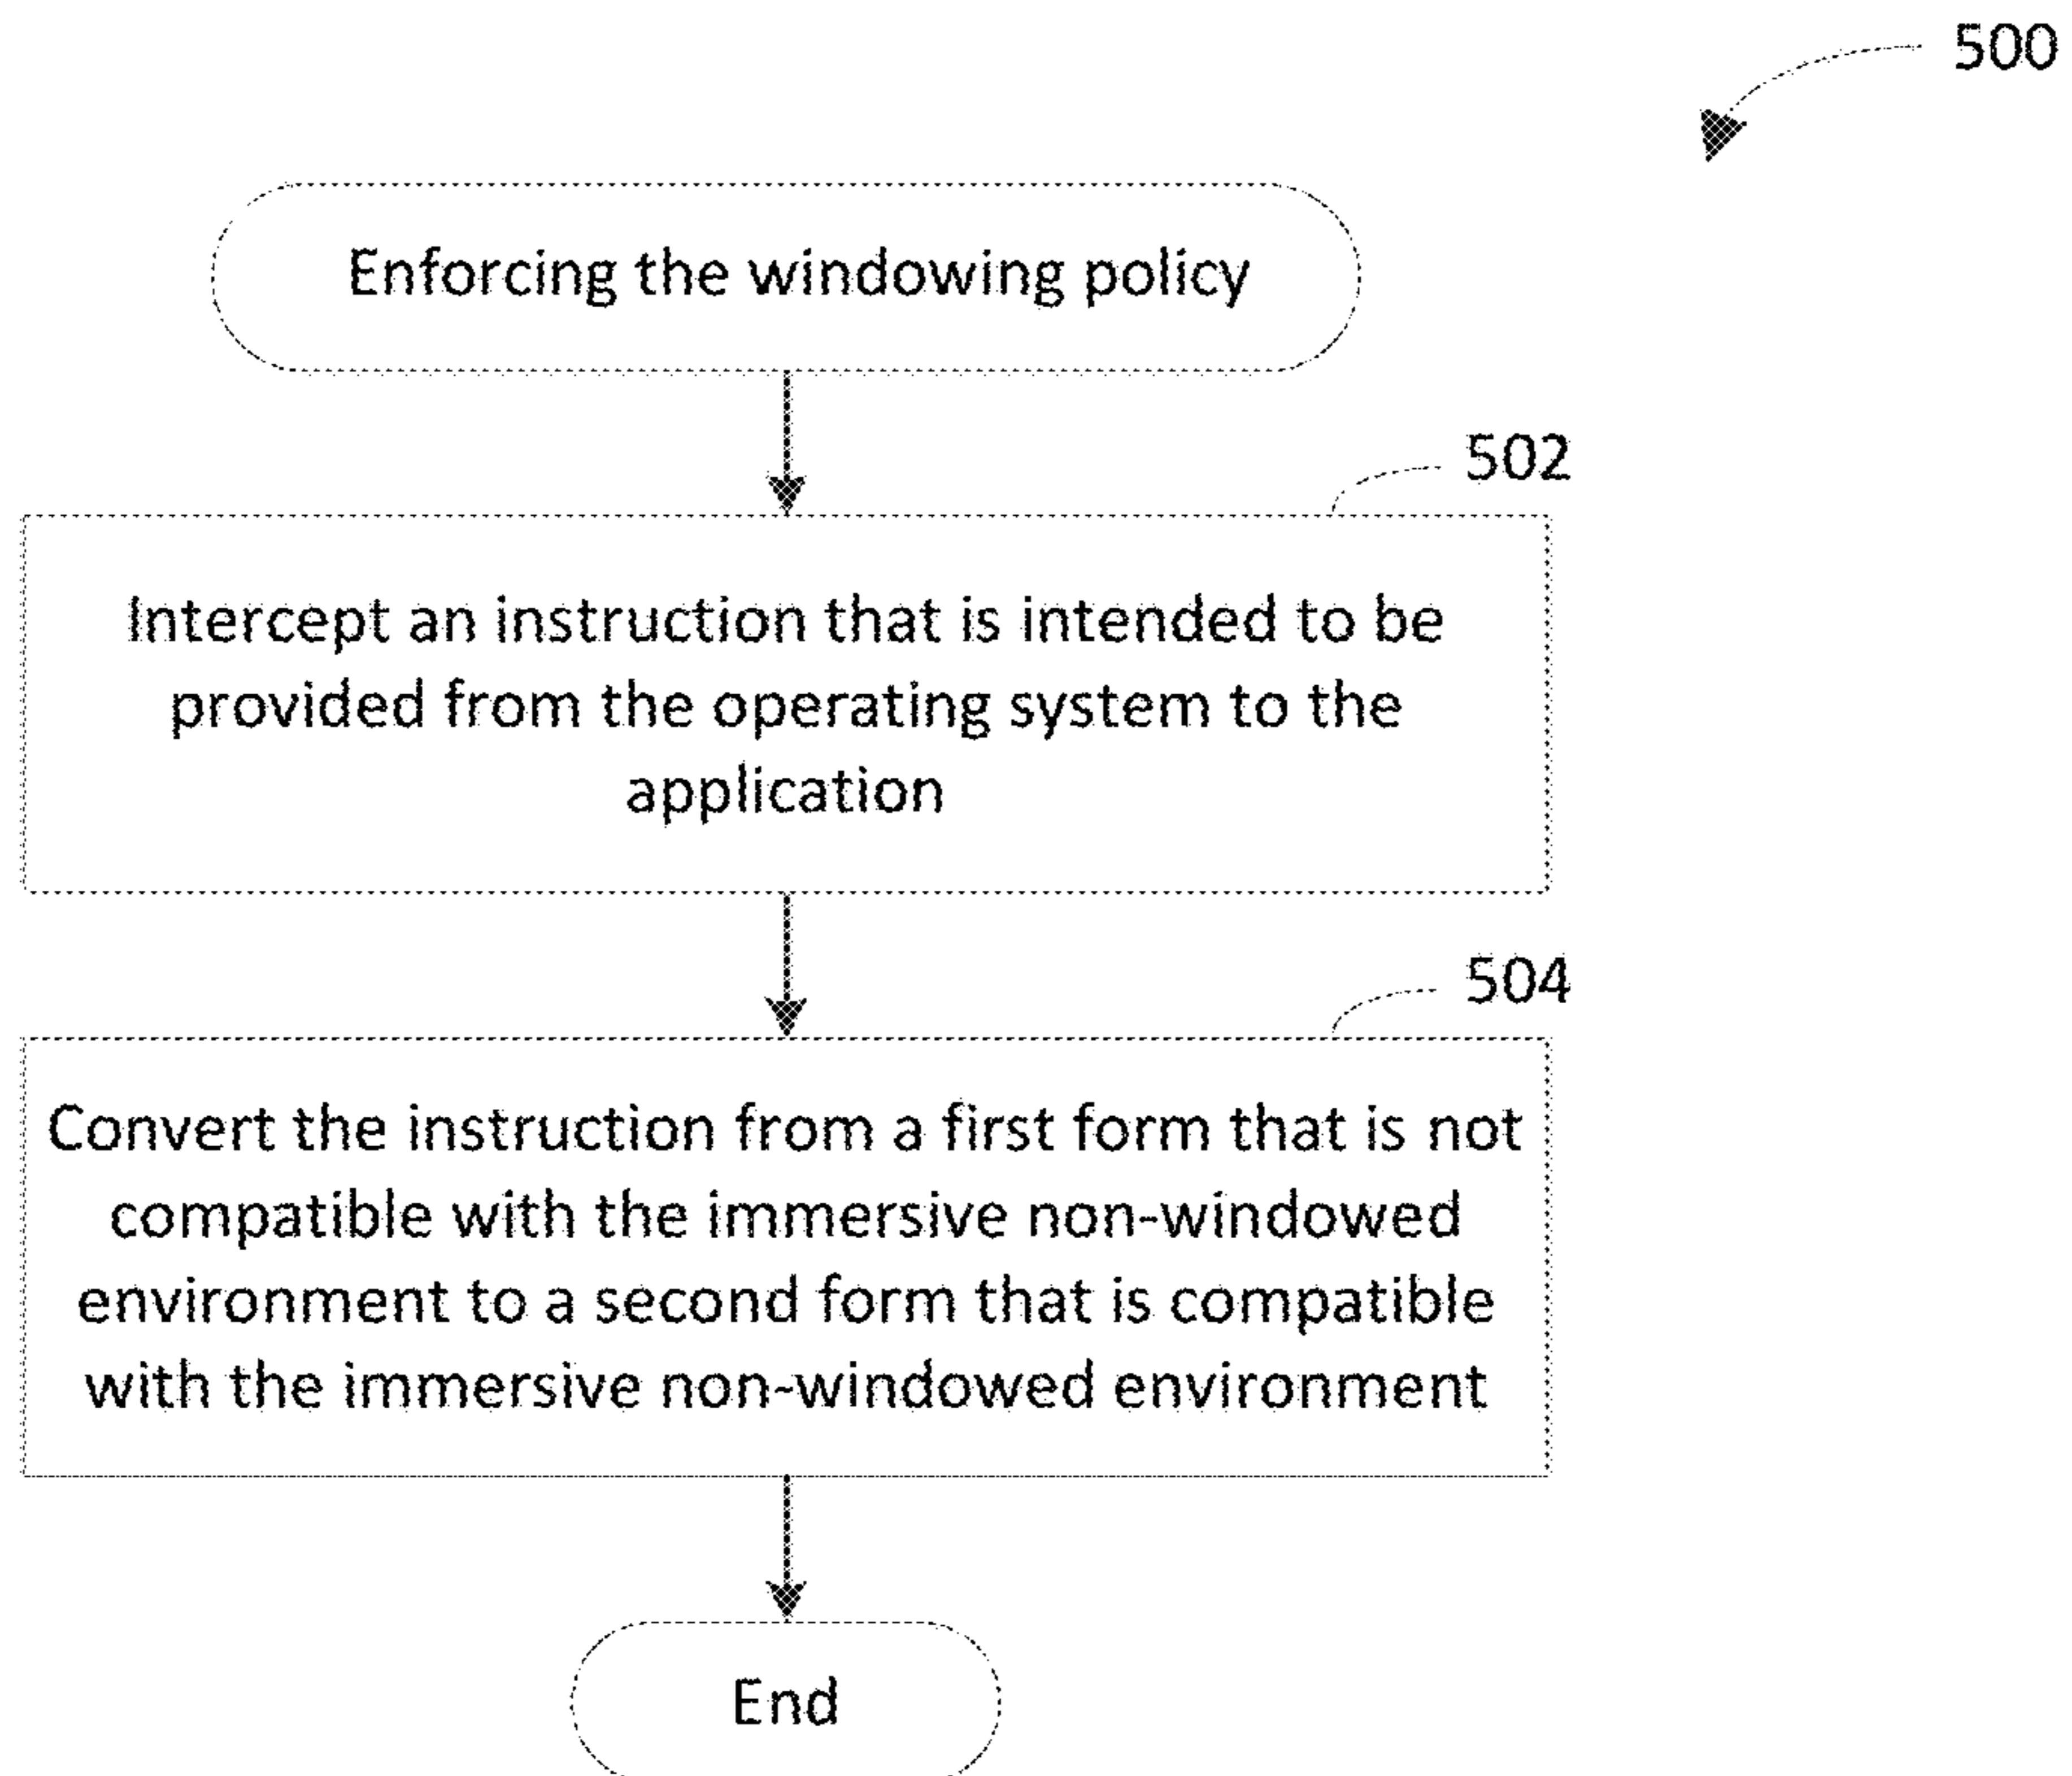 500
Enforcing the windowing policy
502
Intercept an instruction that is intended to be
provided from the operating system to the
application
504
Convert the instruction from a first form that is not
compatible with the immersive non-windowed
environment to a second form that is compatible
with the immersive non-windowed environment
End